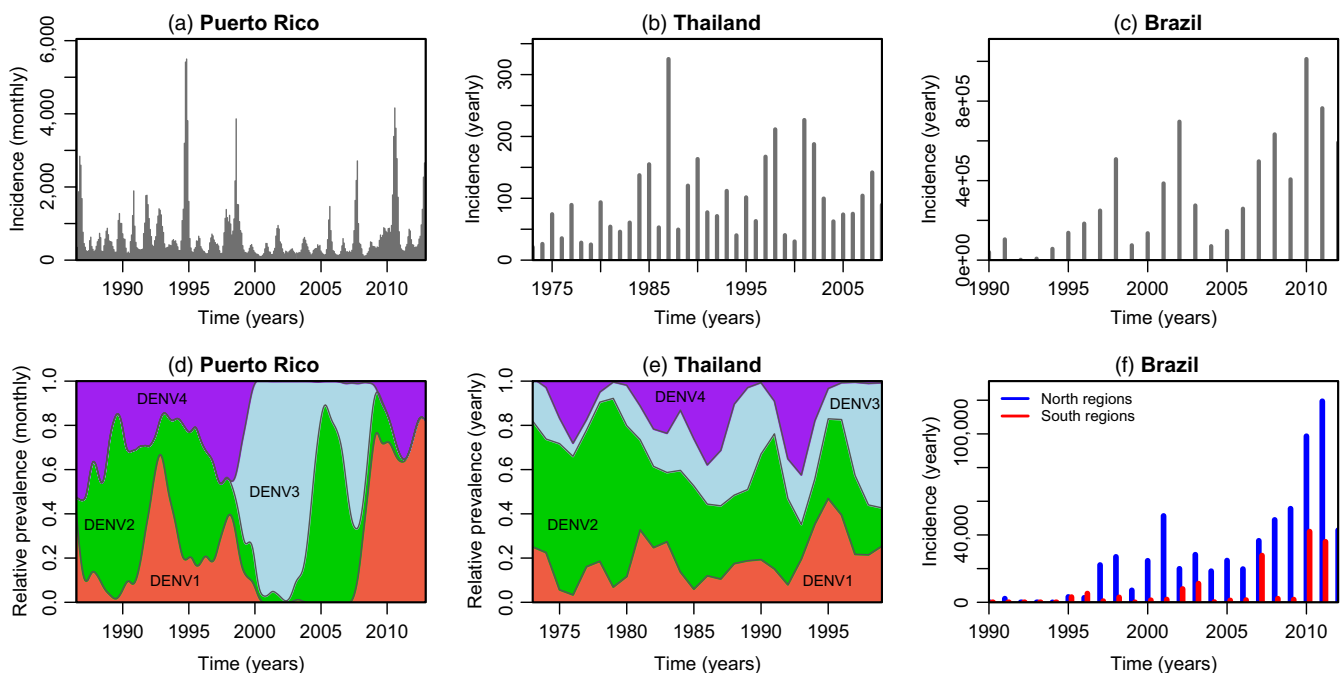 (a) Puerto Rico
Incidence (monthly)
6,000
4,000
2,000
0
1990 1995 2000 2005 2010
Time (years)
(b) Thailand
Incidence (yearly)
300
200
100
0
1975 1985 1995 2005
Time (years)
(c) Brazil
Incidence (yearly)
8e+05
4e+05
0e+00
1990 1995 2000 2005 2010
Time (years)
(d) Puerto Rico
Relative prevalence (monthly)
1.0
0.8
0.6
0.4
0.2
0.0
DENV4
DENV3
DENV2
DENV1
1990 1995 2000 2005 2010
Time (years)
(e) Thailand
Relative prevalence (yearly)
1.0
0.8
0.6
0.4
0.2
0.0
DENV4
DENV3
DENV2
DENV1
1975 1980 1985 1990 1995
Time (years)
(f) Brazil
Incidence (yearly)
North regions
South regions
100,000
40,000
0
1990 1995 2000 2005 2010
Time (years)